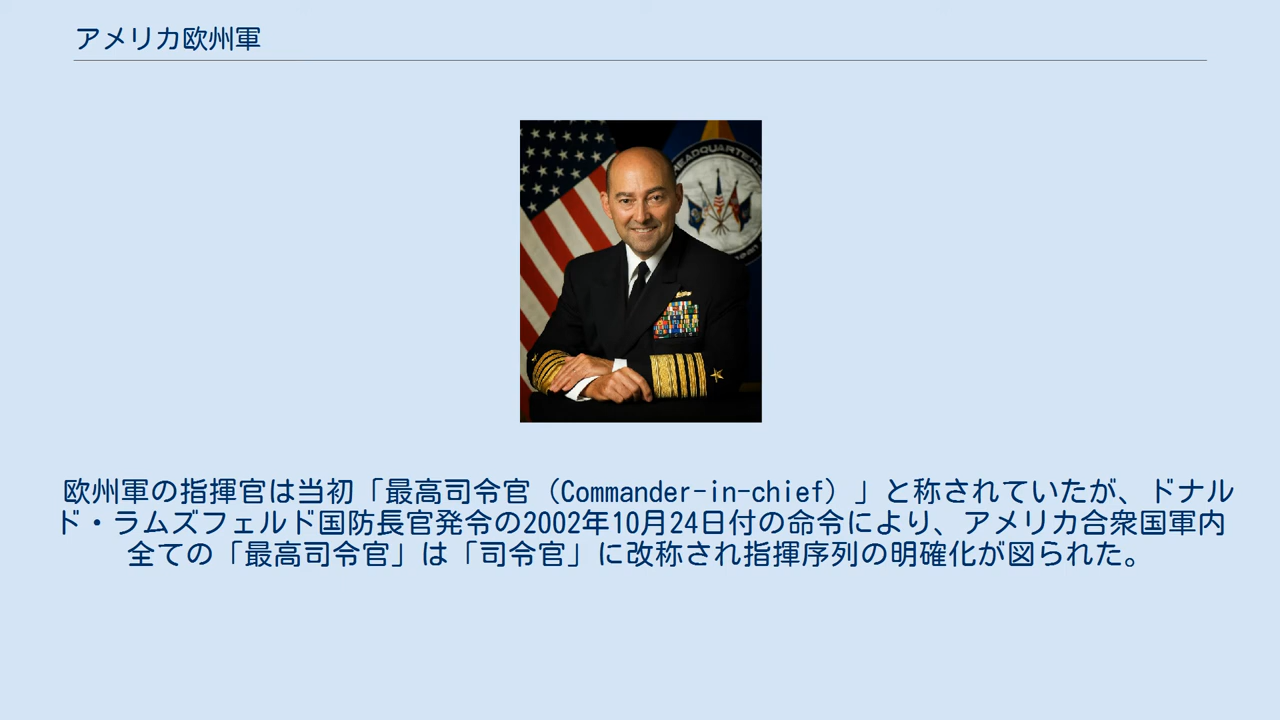 アメリカ欧州軍
HEADQUARTERS
欧州軍の指揮官は当初「最高司令官（Commander-in-chief）」と称されていたが、ドナル
ド・ラムズフェルド国防長官発令の2002年10月24日付の命令により、アメリカ合衆国軍内
全ての「最高司令官」は「司令官」に改称され指揮序列の明確化が図られた。